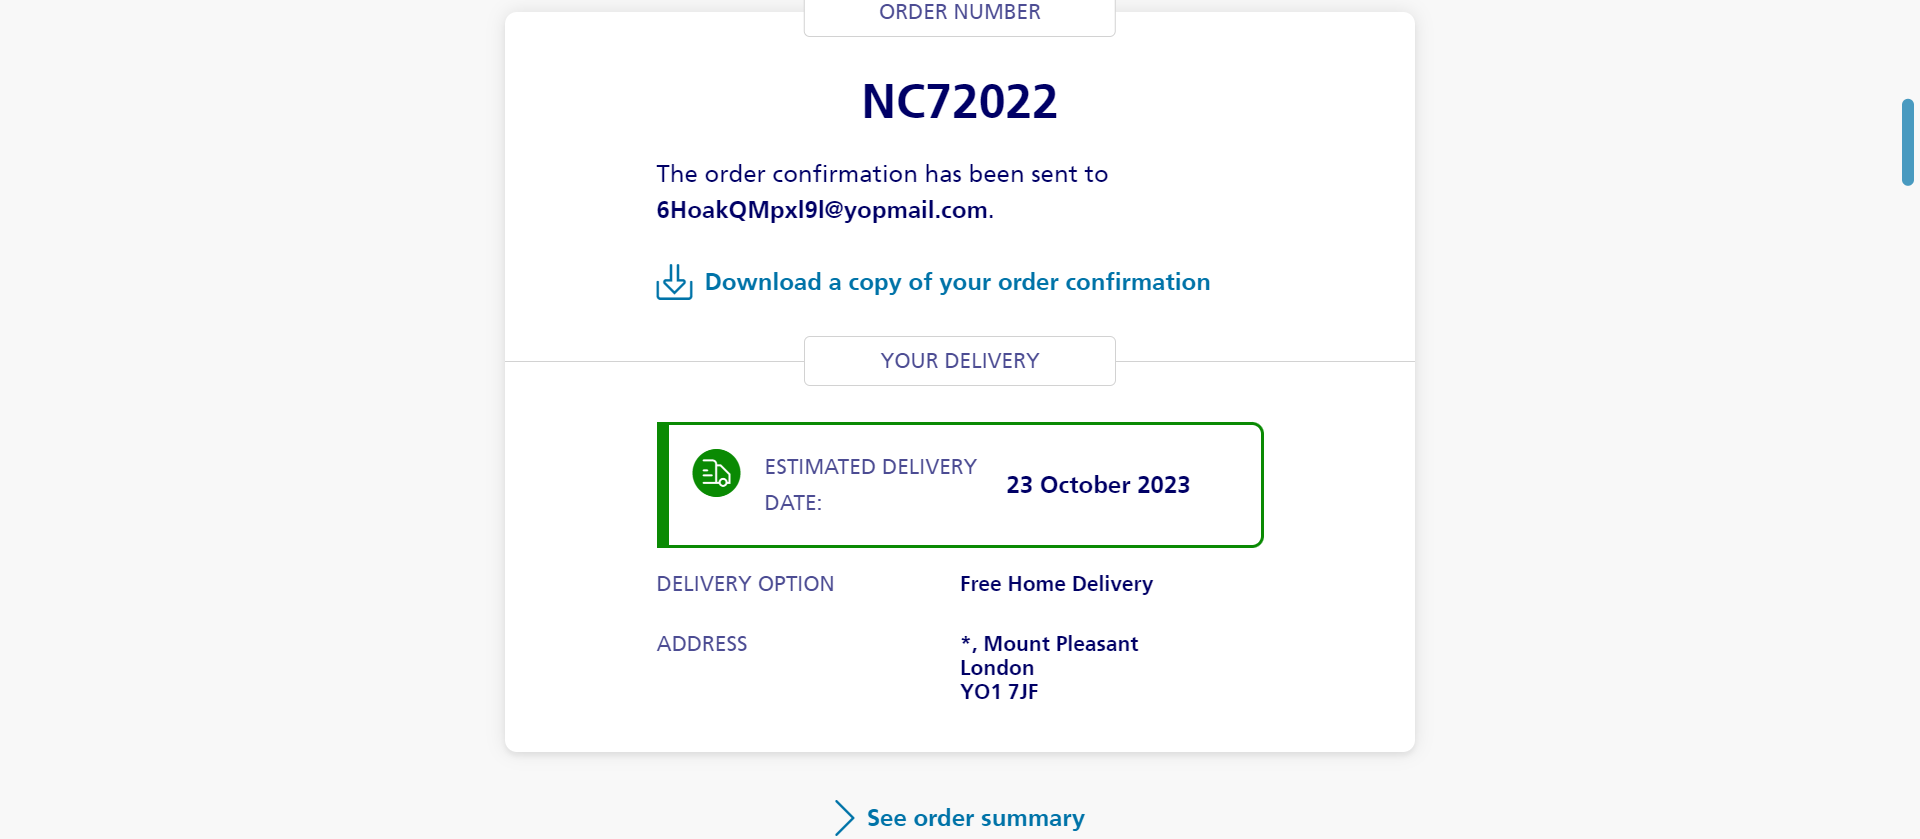 ORDER NUMBER
NC72022
The order confirmation has been sent to
6HoakQMpxl9l@yopmail.com.
Download a copy of your order confirmation
YOUR DELIVERY
ESTIMATED DELIVERY
DATE:
23 October 2023
DELIVERY OPTION
Free Home Delivery
ADDRESS
*, Mount Pleasant
London
YO1 7JF
See order summary